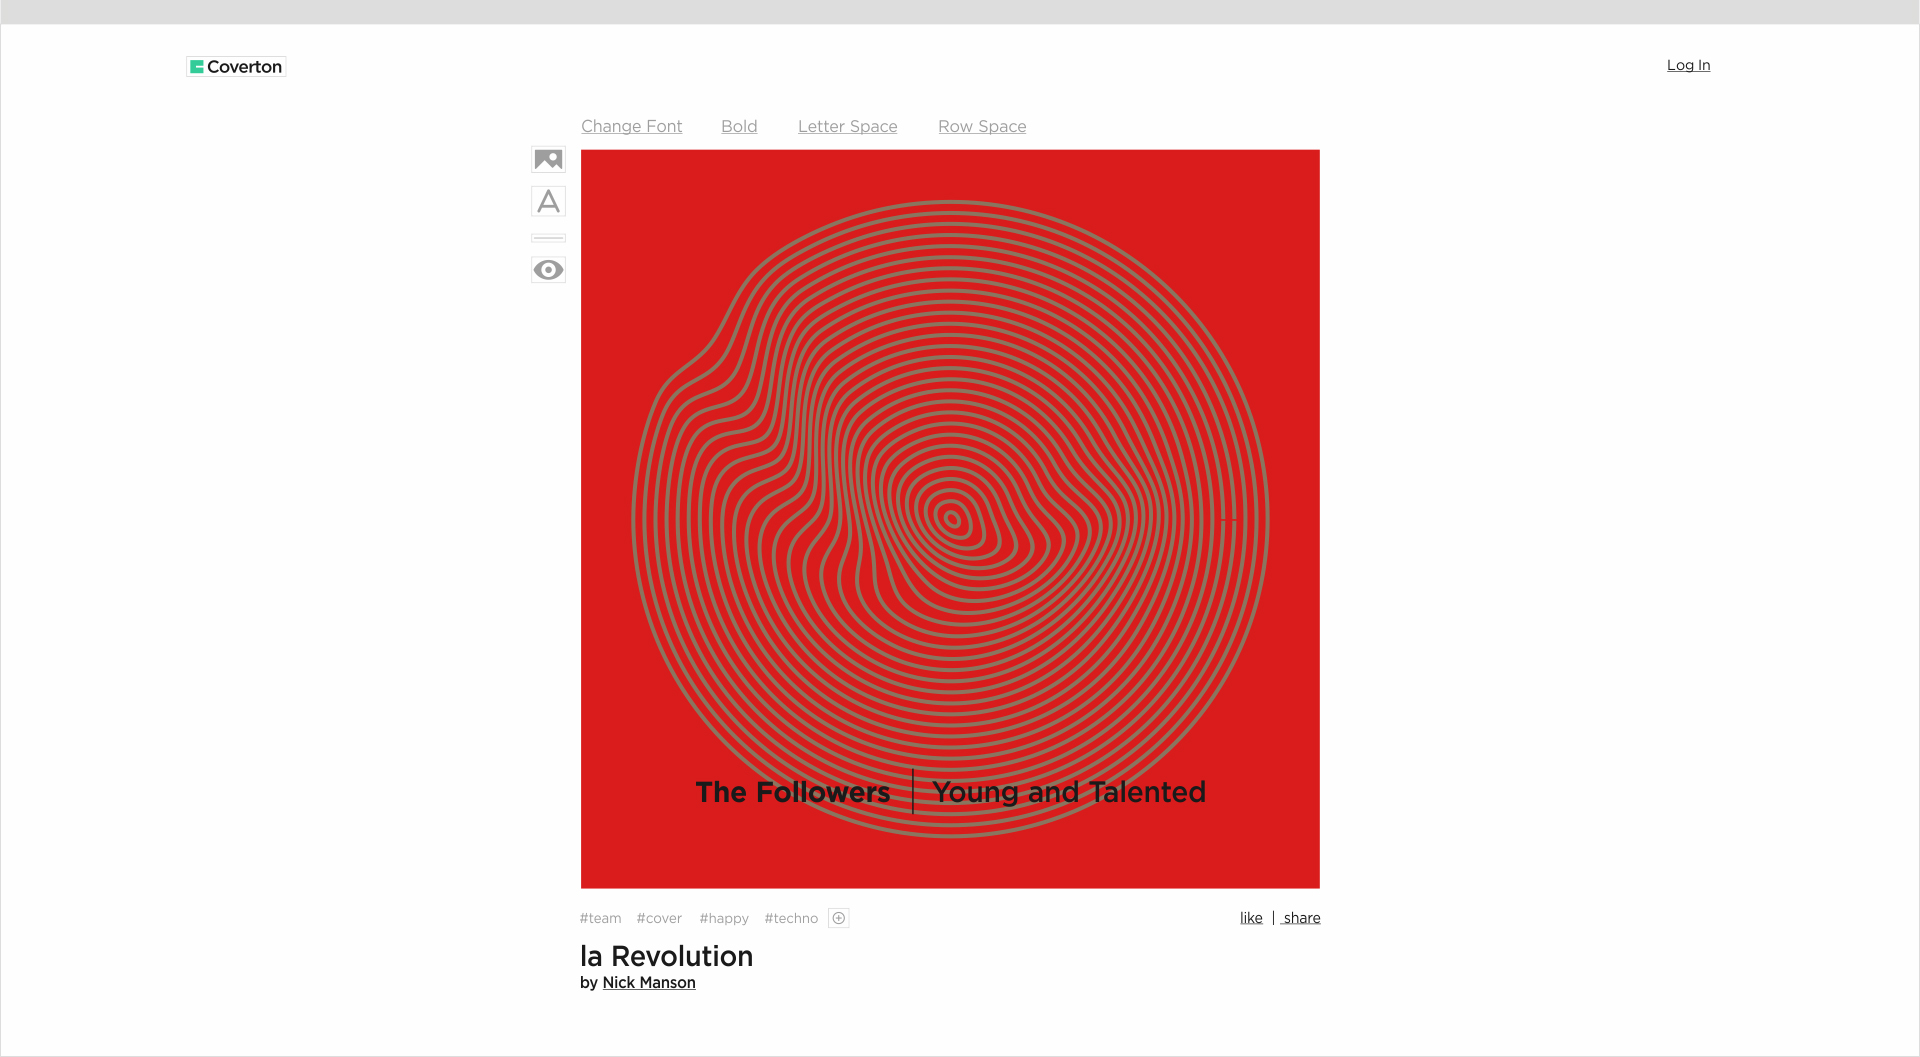 Coverton
Log In
Change Font Bold Letter Space Row Space
A
The Followers | Young and Talented
#team #cover #happy #techno
like | share
la Revolution
by Nick Manson